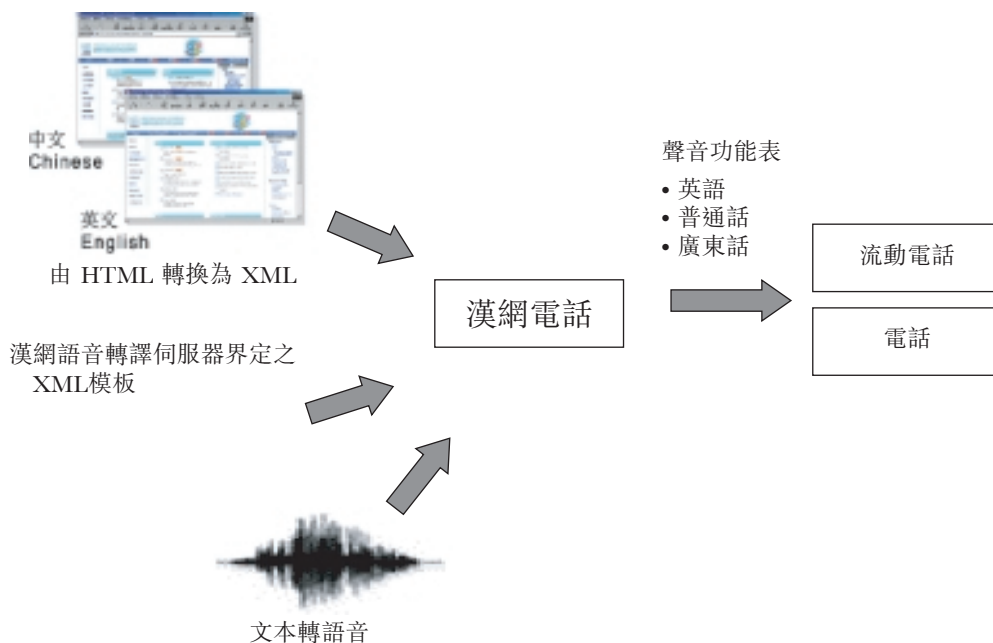 中文
Chinese
英文
English
由 HTML 轉換為 XML
漢網語音轉譯伺服器界定之
XML模板
文本轉語音
漢網電話
聲音功能表
• 英語
• 普通話
• 廣東話
流動電話
電話